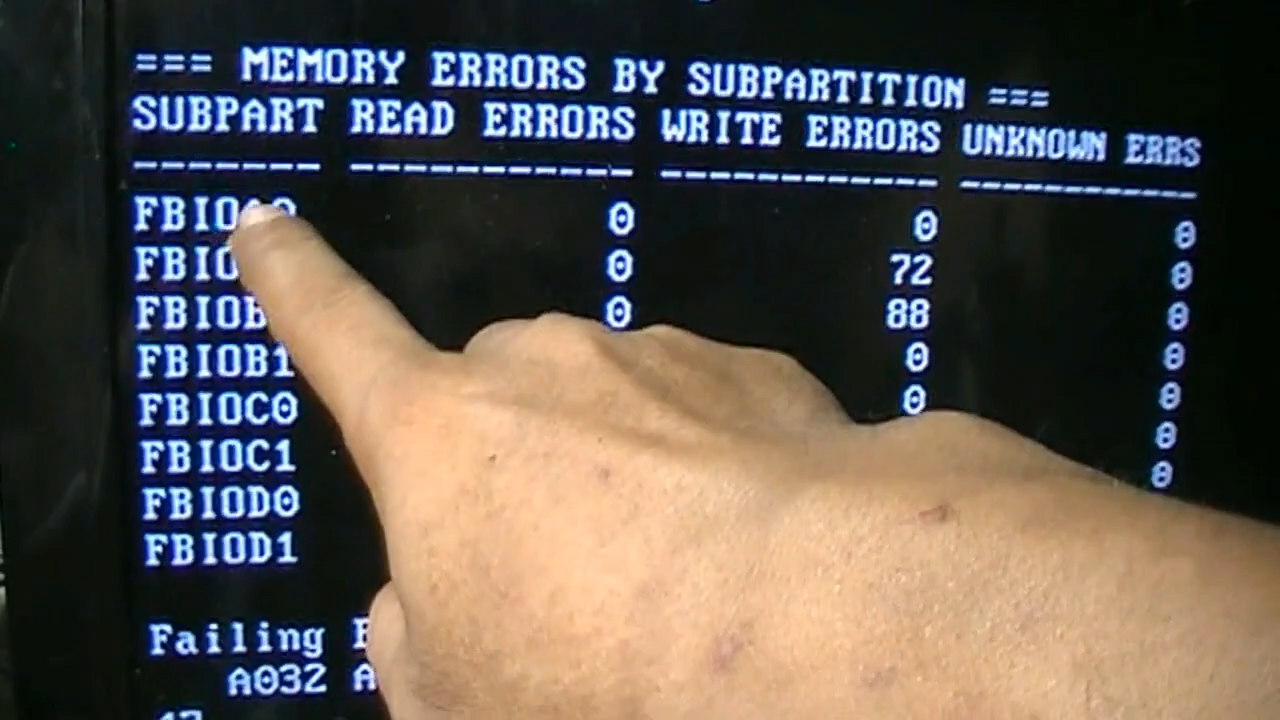 === MEMORY ERRORS BY SUBPARTITION ===
SUBPART READ ERRORS WRITE ERRORS UNKNOWN ERRS
------- ----------- ------------ ------------
0 0 0
0 72 0
0 88 0
FBIOB1 0 0
FBIOC0 0 0
FBIOC1 0
FBIOD0 0
FBIOD1
Failing
A032